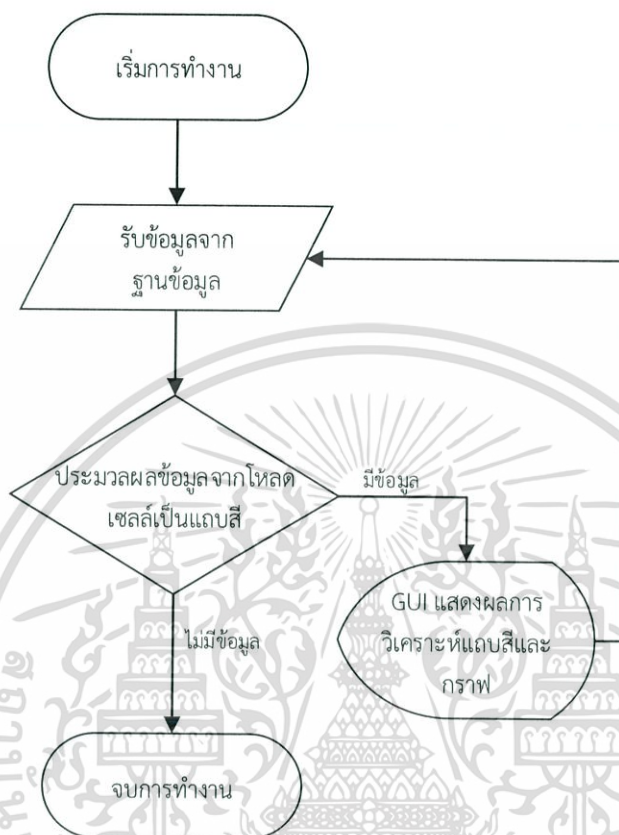 เริ่มการทำงาน
รับข้อมูลจาก
ฐานข้อมูล
ประมวลผลข้อมูลจากโหลด
เซลล์เป็นแถบสี
มีข้อมูล
GUI แสดงผลการ
วิเคราะห์แถบสีและ
กราฟ
ไม่มีข้อมูล
จบการทำงาน